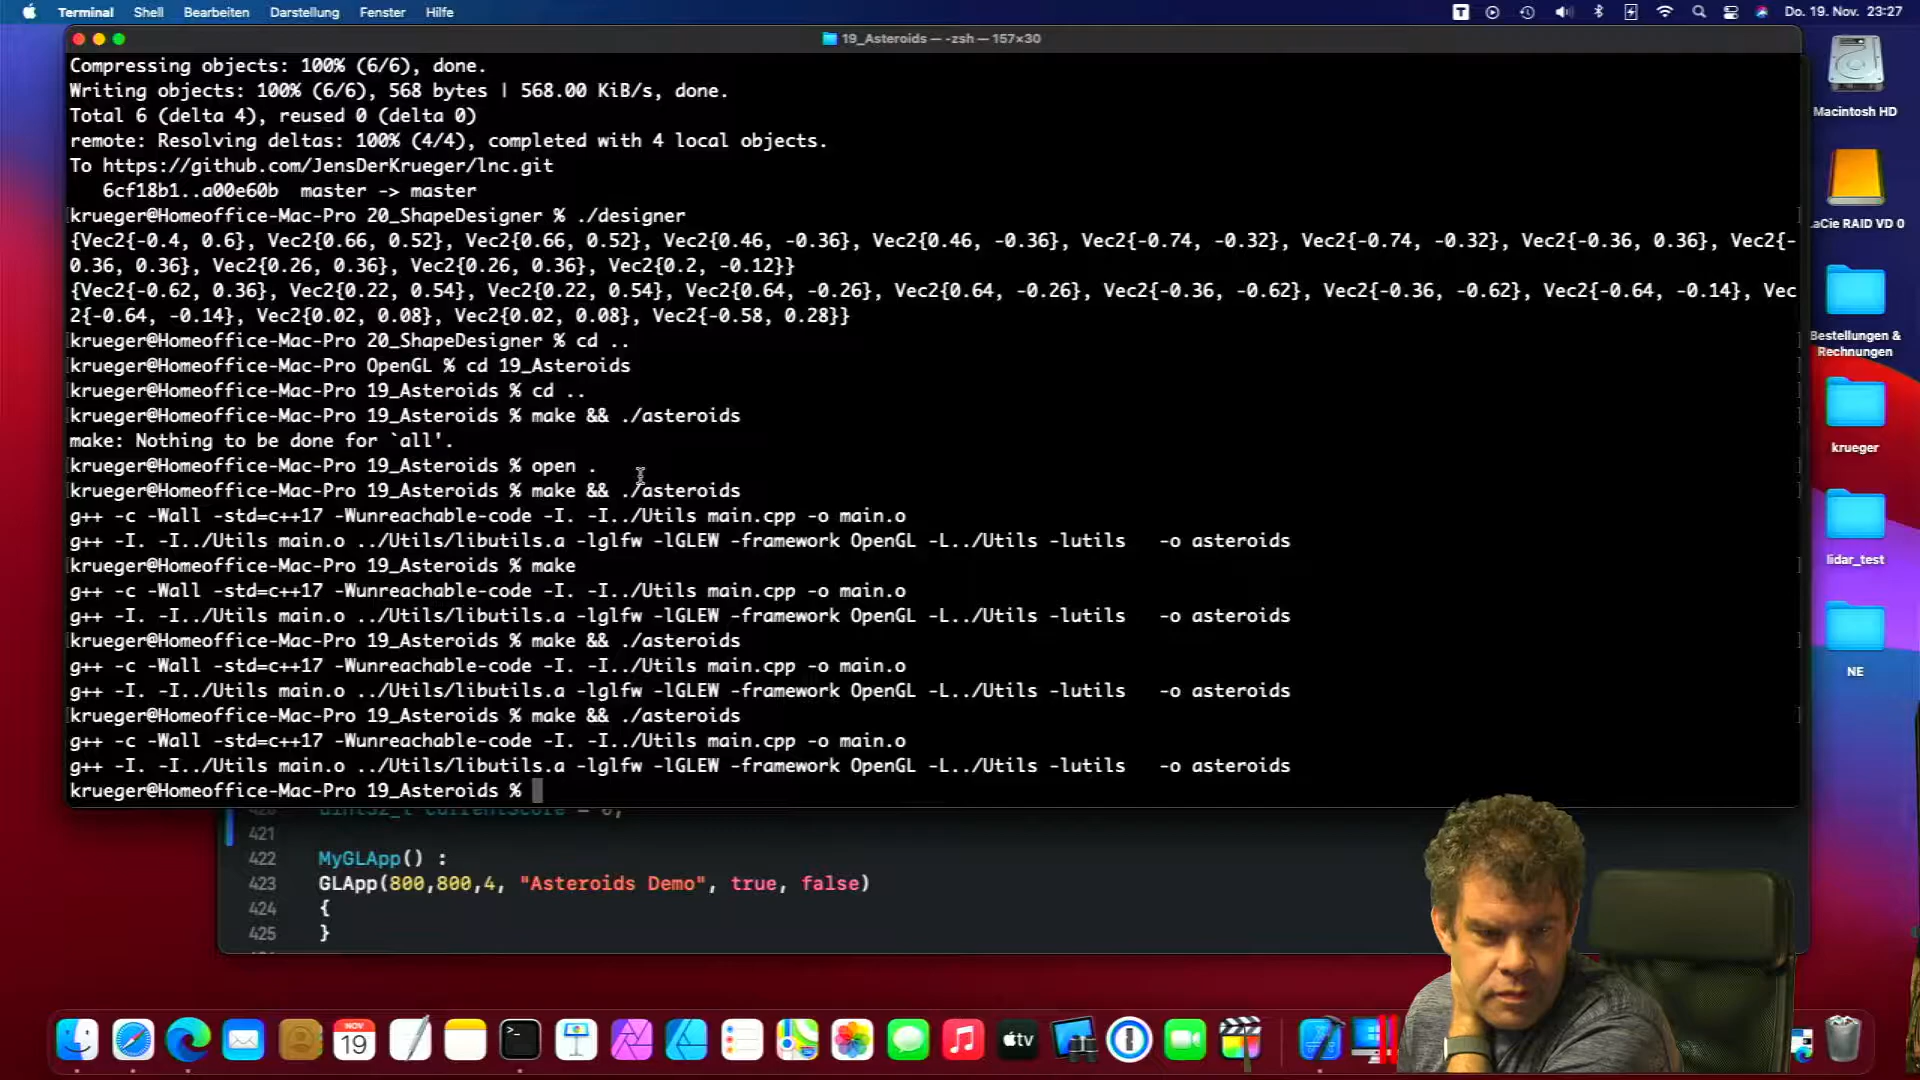 Terminal Shell Bearbeiten Darstellung Fenster Hilfe
Do. 19. Nov. 23:27
19_Asteroids — -zsh — 157×30
Compressing objects: 100% (6/6), done.
Writing objects: 100% (6/6), 568 bytes | 568.00 KiB/s, done.
Total 6 (delta 4), reused 0 (delta 0)
remote: Resolving deltas: 100% (4/4), completed with 4 local objects.
To https://github.com/JensDerKrueger/lnc.git
6cf18b1..a00e60b master -> master
krueger@Homeoffice-Mac-Pro 20_ShapeDesigner % ./designer
{Vec2{-0.4, 0.6}, Vec2{0.66, 0.52}, Vec2{0.66, 0.52}, Vec2{0.46, -0.36}, Vec2{0.46, -0.36}, Vec2{-0.74, -0.32}, Vec2{-0.74, -0.32}, Vec2{-0.36, 0.36}, Vec2{-
0.36, 0.36}, Vec2{0.26, 0.36}, Vec2{0.26, 0.36}, Vec2{0.2, -0.12}}
{Vec2{-0.62, 0.36}, Vec2{0.22, 0.54}, Vec2{0.22, 0.54}, Vec2{0.64, -0.26}, Vec2{0.64, -0.26}, Vec2{-0.36, -0.62}, Vec2{-0.36, -0.62}, Vec2{-0.64, -0.14}, Vec
2{-0.64, -0.14}, Vec2{0.02, 0.08}, Vec2{0.02, 0.08}, Vec2{-0.58, 0.28}}
krueger@Homeoffice-Mac-Pro 20_ShapeDesigner % cd ..
krueger@Homeoffice-Mac-Pro OpenGL % cd 19_Asteroids
krueger@Homeoffice-Mac-Pro 19_Asteroids % cd ..
krueger@Homeoffice-Mac-Pro 19_Asteroids % make && ./asteroids
make: Nothing to be done for `all'.
krueger@Homeoffice-Mac-Pro 19_Asteroids % open .
krueger@Homeoffice-Mac-Pro 19_Asteroids % make && ./asteroids
g++ -c -Wall -std=c++17 -Wunreachable-code -I. -I../Utils main.cpp -o main.o
g++ -I. -I../Utils main.o ../Utils/libutils.a -lglfw -lGLEW -framework OpenGL -L../Utils -lutils -o asteroids
krueger@Homeoffice-Mac-Pro 19_Asteroids % make
g++ -c -Wall -std=c++17 -Wunreachable-code -I. -I../Utils main.cpp -o main.o
g++ -I. -I../Utils main.o ../Utils/libutils.a -lglfw -lGLEW -framework OpenGL -L../Utils -lutils -o asteroids
krueger@Homeoffice-Mac-Pro 19_Asteroids % make && ./asteroids
g++ -c -Wall -std=c++17 -Wunreachable-code -I. -I../Utils main.cpp -o main.o
g++ -I. -I../Utils main.o ../Utils/libutils.a -lglfw -lGLEW -framework OpenGL -L../Utils -lutils -o asteroids
krueger@Homeoffice-Mac-Pro 19_Asteroids % make && ./asteroids
g++ -c -Wall -std=c++17 -Wunreachable-code -I. -I../Utils main.cpp -o main.o
g++ -I. -I../Utils main.o ../Utils/libutils.a -lglfw -lGLEW -framework OpenGL -L../Utils -lutils -o asteroids
krueger@Homeoffice-Mac-Pro 19_Asteroids %
421
422 MyGLApp() :
423 GLApp(800,800,4, "Asteroids Demo", true, false)
424 {
425 }
Macintosh HD
aCie RAID VD 0
Bestellungen &
Rechnungen
krueger
lidar_test
NE
NOV
19
tv